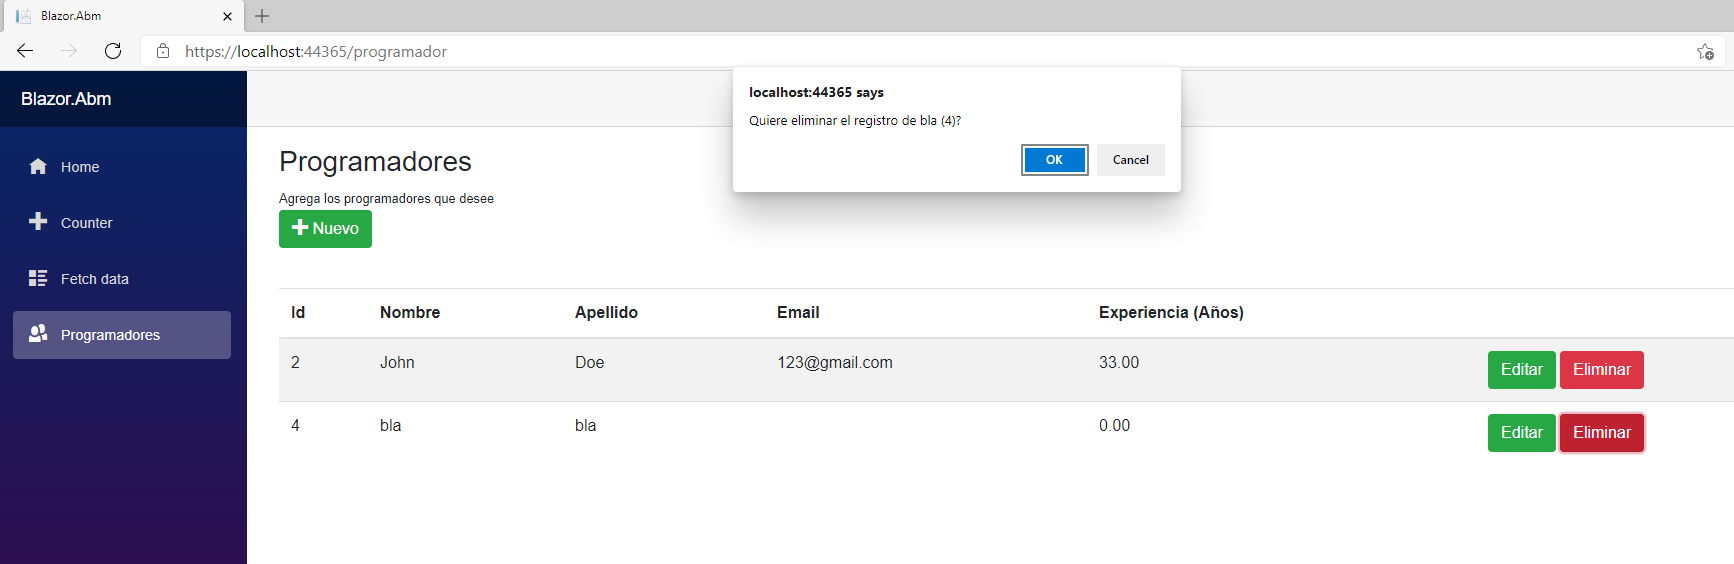 Blazor.Abm
https://localhost:44365/programador
Blazor.Abm
localhost:44365 says
Quiere eliminar el registro de bla (4)?
OK Cancel
Home
Counter
Fetch data
Programadores
Programadores
Agrega los programadores que desee
Nuevo
Id Nombre Apellido Email Experiencia (Años)
2 John Doe 123@gmail.com 33.00 Editar Eliminar
4 bla bla 0.00 Editar Eliminar